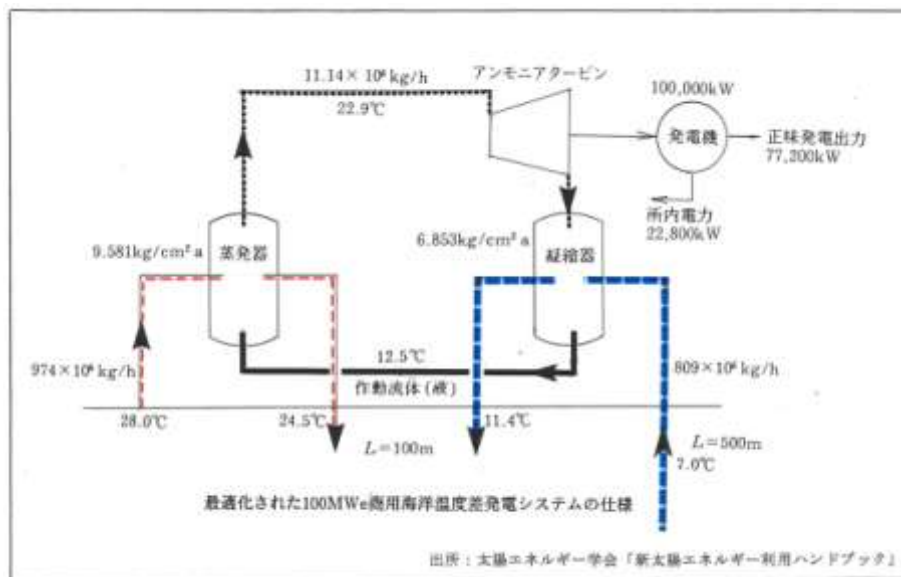 11.14×10⁶kg/h
22.9℃
アンモニアタービン
100,000kW
発電機
正味発電出力
77,200kW
所内電力
22,800kW
9.581kg/cm²a
蒸発器
6.853kg/cm²a
凝縮器
974×10⁶kg/h
12.5℃
作動流体(液)
809×10⁶kg/h
28.0℃
24.5℃
L=100m
11.4℃
L=500m
7.0℃
最適化された100MWe商用海洋温度差発電システムの仕様
出所:太陽エネルギー学会「新太陽エネルギー利用ハンドブック」